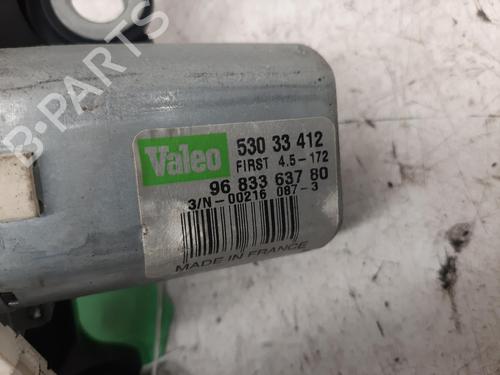 B-PARTS
Valeo 530 33 412
FIRST 4.5-172
96 833 637 80
3/N-00216 087-3
MADE IN FRANCE